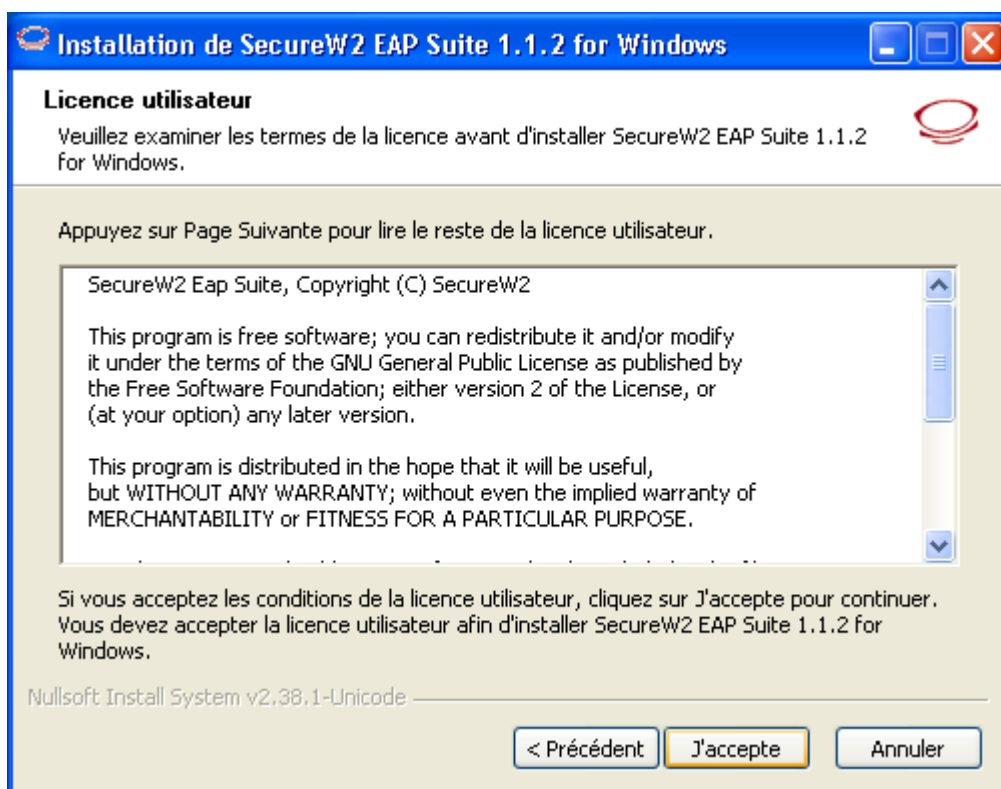 Installation de SecureW2 EAP Suite 1.1.2 for Windows
Licence utilisateur
Veuillez examiner les termes de la licence avant d'installer SecureW2 EAP Suite 1.1.2
for Windows.
Appuyez sur Page Suivante pour lire le reste de la licence utilisateur.
SecureW2 Eap Suite, Copyright (C) SecureW2
This program is free software; you can redistribute it and/or modify
it under the terms of the GNU General Public License as published by
the Free Software Foundation; either version 2 of the License, or
(at your option) any later version.
This program is distributed in the hope that it will be useful,
but WITHOUT ANY WARRANTY; without even the implied warranty of
MERCHANTABILITY or FITNESS FOR A PARTICULAR PURPOSE.
Si vous acceptez les conditions de la licence utilisateur, cliquez sur J'accepte pour continuer.
Vous devez accepter la licence utilisateur afin d'installer SecureW2 EAP Suite 1.1.2 for
Windows.
Nullsoft Install System v2.38.1-Unicode
< Précédent J'accepte Annuler